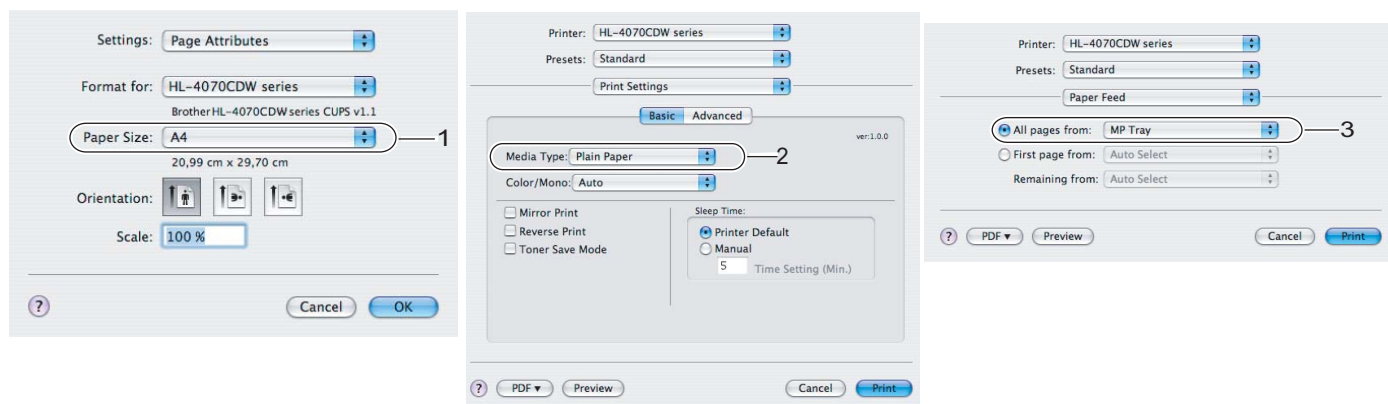 Settings: Page Attributes
Format for: HL-4070CDW series
Brother HL-4070CDW series CUPS v1.1
Paper Size: A4
1
20,99 cm x 29,70 cm
Orientation:
Scale: 100 %
? Cancel OK
Printer: HL-4070CDW series
Presets: Standard
Print Settings
Basic Advanced
ver:1.0.0
Media Type: Plain Paper
2
Color/Mono: Auto
Mirror Print
Reverse Print
Toner Save Mode
Sleep Time:
Printer Default
Manual
5 Time Setting (Min.)
? PDF ▼ Preview Cancel Print
Printer: HL-4070CDW series
Presets: Standard
Paper Feed
All pages from: MP Tray
3
First page from: Auto Select
Remaining from: Auto Select
? PDF ▼ Preview Cancel Print